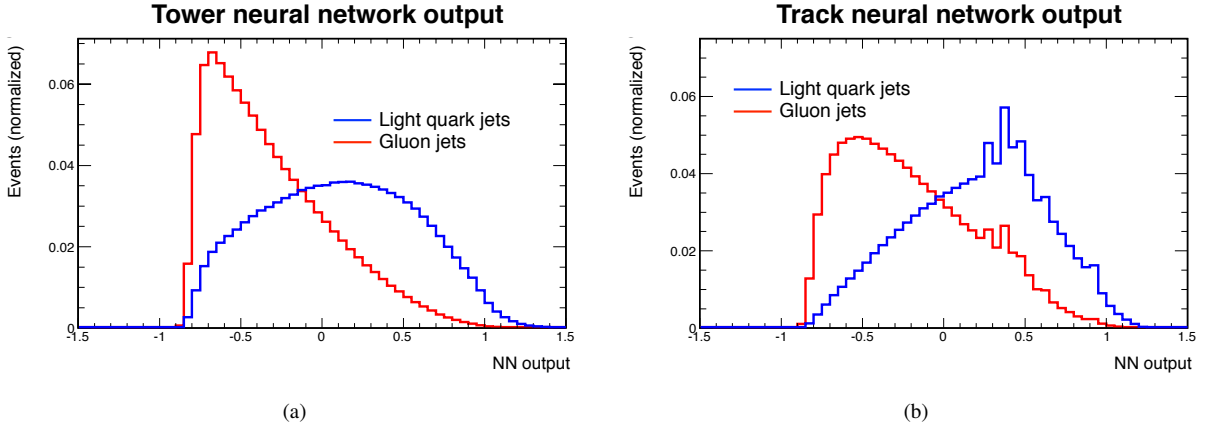 Tower neural network output
Events (normalized)
0.06
0.04
0.02
0
Light quark jets
Gluon jets
-1.5 -1 -0.5 0 0.5 1 1.5
NN output
(a)
Track neural network output
Events (normalized)
0.06
0.04
0.02
0
Light quark jets
Gluon jets
-1.5 -1 -0.5 0 0.5 1 1.5
NN output
(b)